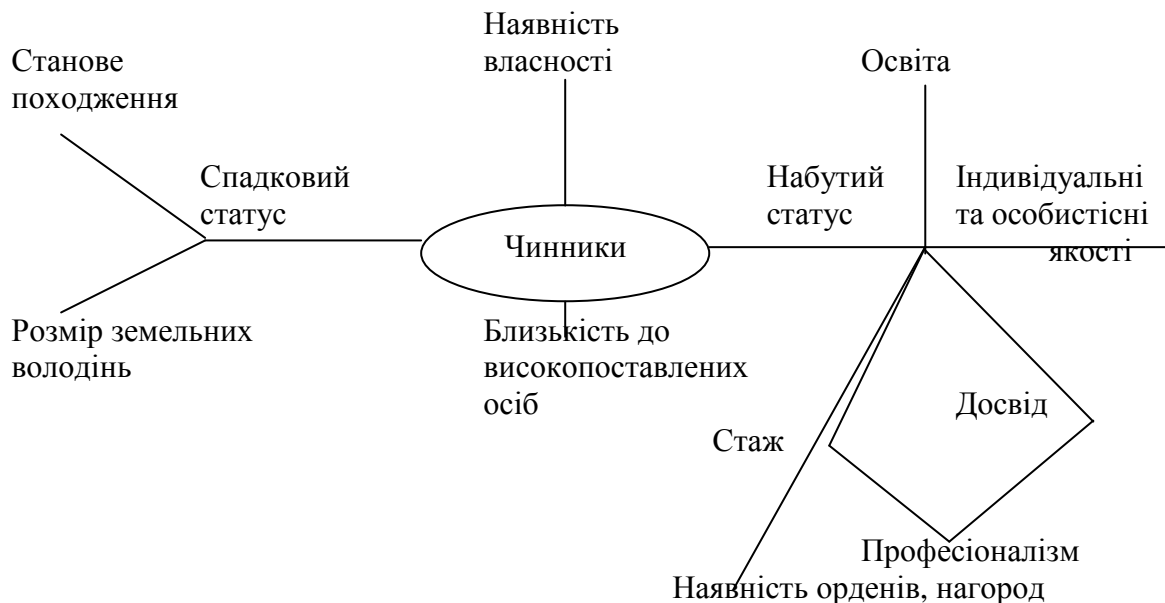 Наявність
власності
Станове
походження
Освіта
Спадковий
статус
Набутий
статус
Індивідуальні
та особистісні
якості
Чинники
Розмір земельних
володінь
Близькість до
високопоставлених
осіб
Досвід
Стаж
Професіоналізм
Наявність орденів, нагород